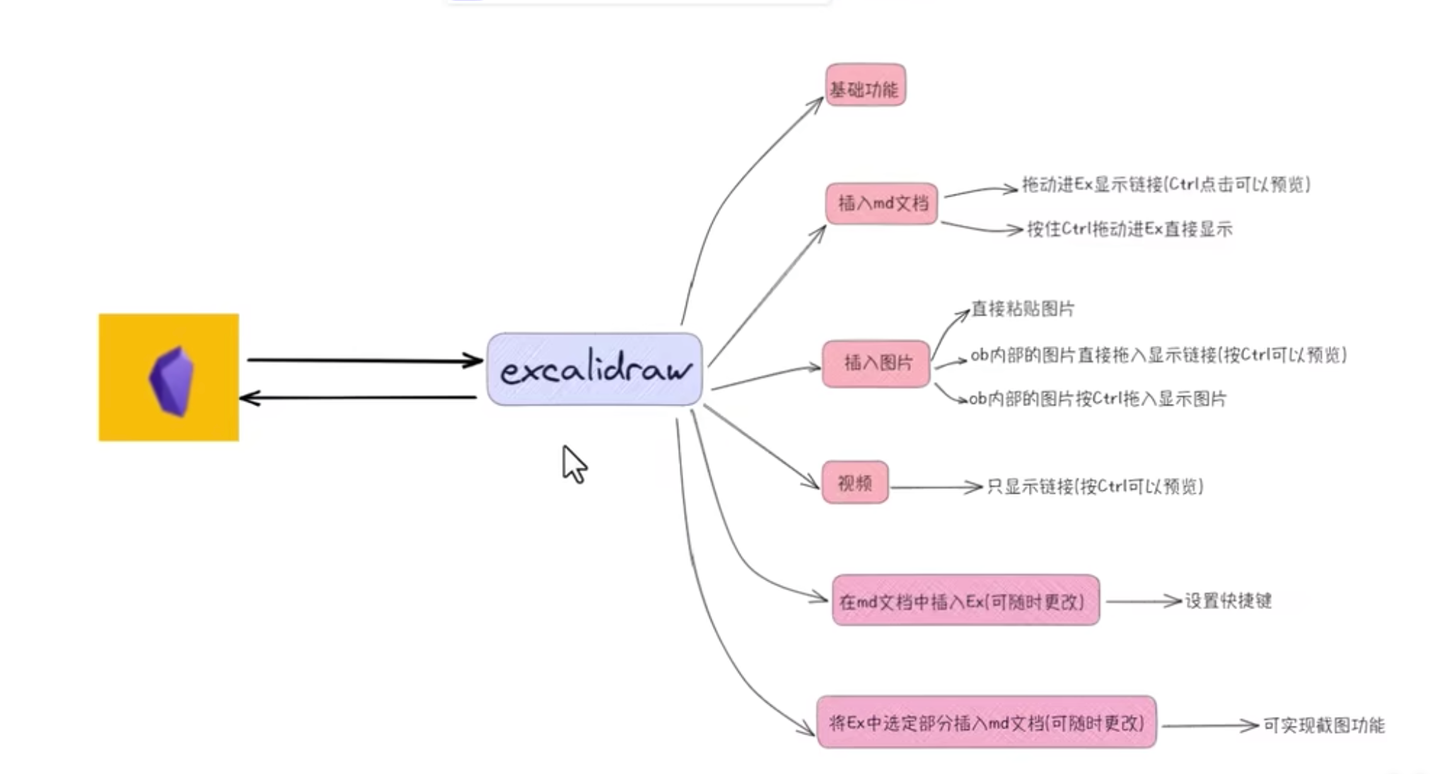 基础功能
插入md文档
拖动进Ex显示链接(Ctrl点击可以预览)
按住Ctrl拖动进Ex直接显示
excalidraw
插入图片
直接粘贴图片
ob内部的图片直接拖入显示链接(按Ctrl可以预览)
ob内部的图片按Ctrl拖入显示图片
视频
只显示链接(按Ctrl可以预览)
在md文档中插入Ex(可随时更改)
设置快捷键
将Ex中选定部分插入md文档(可随时更改)
可实现截图功能